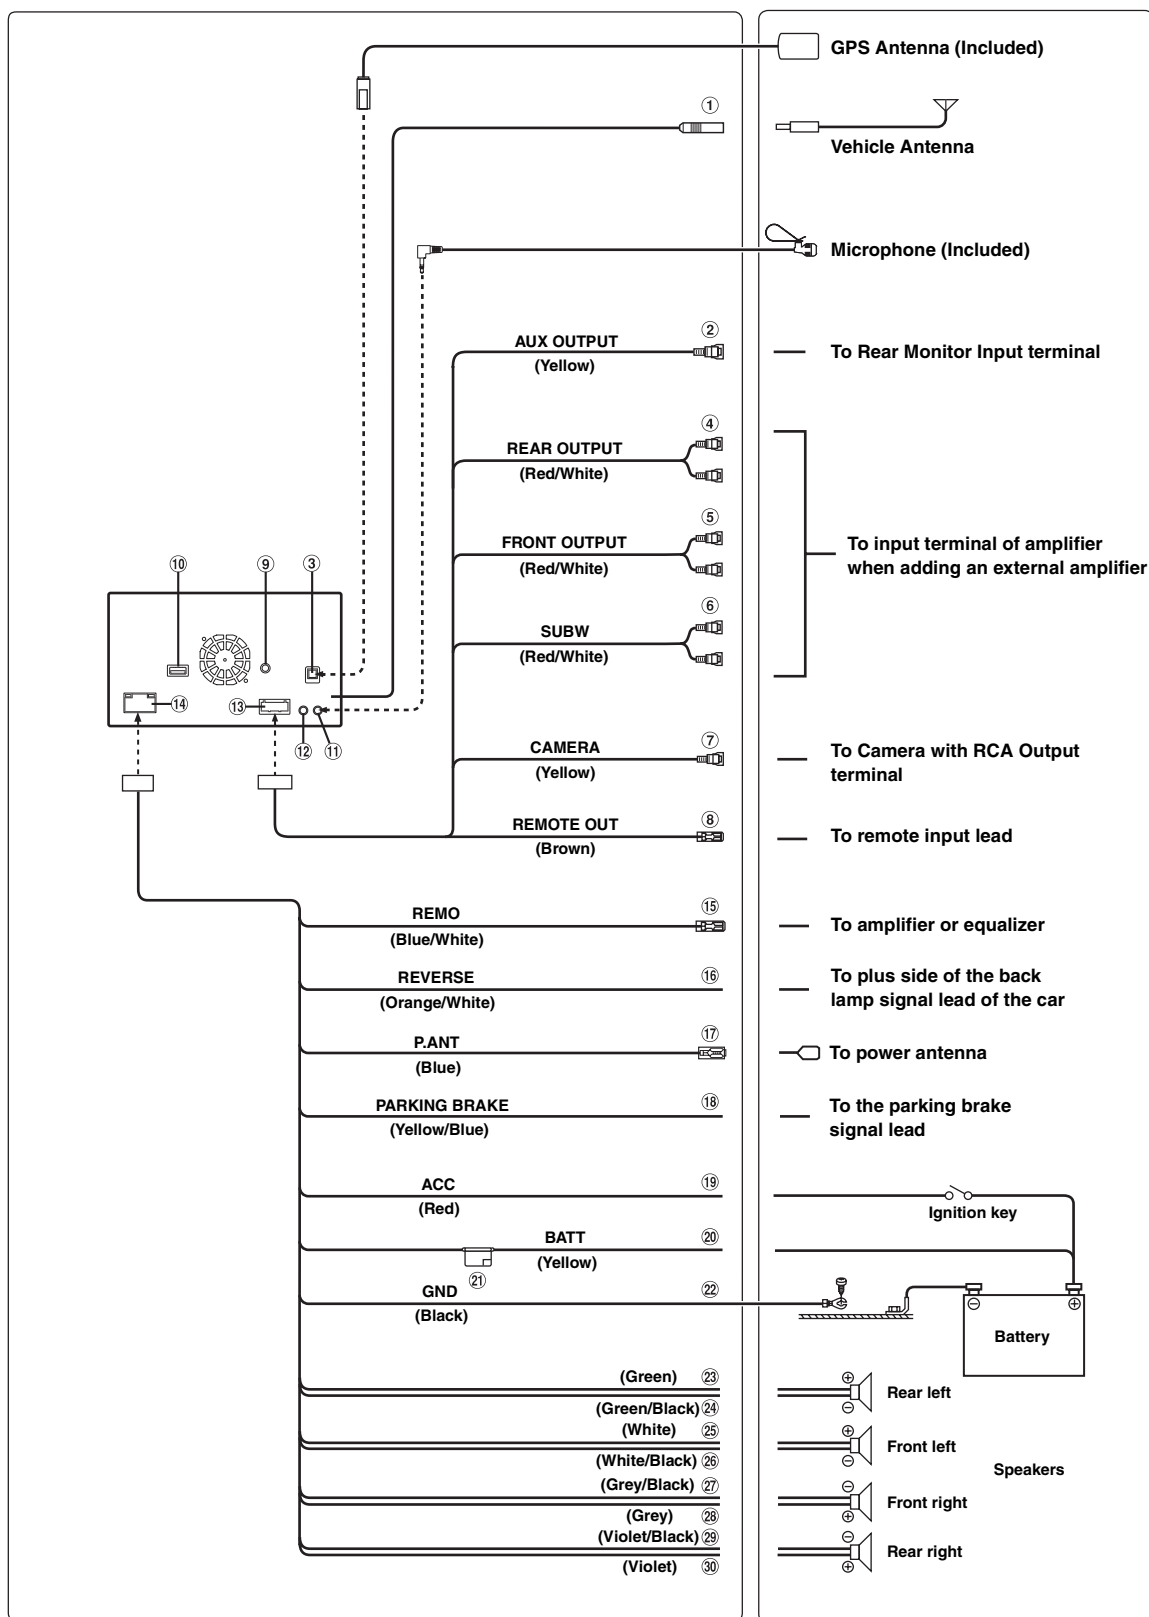 GPS Antenna (Included)
①
Vehicle Antenna
Microphone (Included)
②
AUX OUTPUT
(Yellow)
To Rear Monitor Input terminal
④
REAR OUTPUT
(Red/White)
⑤
FRONT OUTPUT
(Red/White)
To input terminal of amplifier
when adding an external amplifier
⑥
SUBW
(Red/White)
⑩ ⑨ ③
⑭ ⑬ ⑫ ⑪
⑦
CAMERA
(Yellow)
To Camera with RCA Output
terminal
⑧
REMOTE OUT
(Brown)
To remote input lead
⑮
REMO
(Blue/White)
To amplifier or equalizer
⑯
REVERSE
(Orange/White)
To plus side of the back
lamp signal lead of the car
⑰
P.ANT
(Blue)
To power antenna
⑱
PARKING BRAKE
(Yellow/Blue)
To the parking brake
signal lead
⑲
ACC
(Red)
Ignition key
⑳
BATT
(Yellow)
㉑
㉒
GND
(Black)
⊖ ⊕
Battery
(Green) ㉓ ⊕
Rear left
(Green/Black) ㉔ ⊖
(White) ㉕ ⊕
Front left
(White/Black) ㉖ ⊖
Speakers
(Grey/Black) ㉗ ⊖
Front right
(Grey) ㉘ ⊕
(Violet/Black) ㉙ ⊖
Rear right
(Violet) ㉚ ⊕